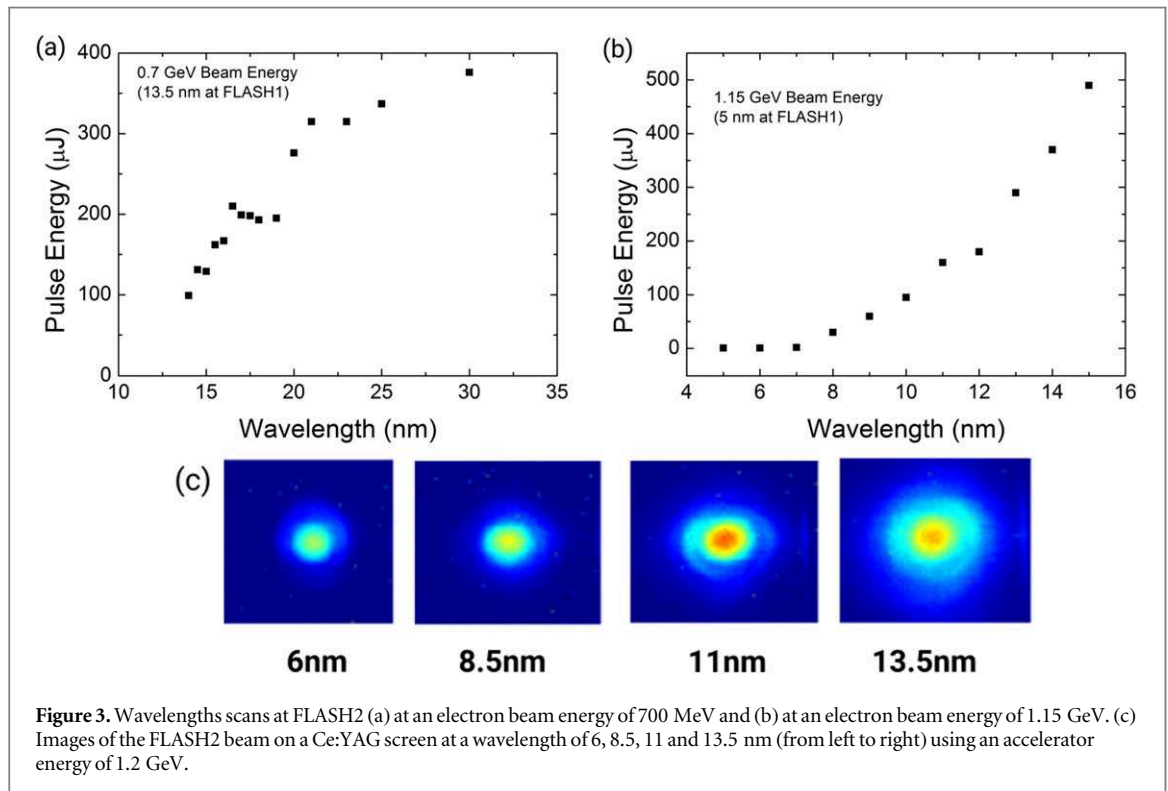 (a)
400
300
200
100
0
10 15 20 25 30 35
Pulse Energy (μJ)
Wavelength (nm)
0.7 GeV Beam Energy
(13.5 nm at FLASH1)
(b)
500
400
300
200
100
0
4 6 8 10 12 14 16
Pulse Energy (μJ)
Wavelength (nm)
1.15 GeV Beam Energy
(5 nm at FLASH1)
(c)
6nm 8.5nm 11nm 13.5nm
Figure 3. Wavelengths scans at FLASH2 (a) at an electron beam energy of 700 MeV and (b) at an electron beam energy of 1.15 GeV. (c)
Images of the FLASH2 beam on a Ce:YAG screen at a wavelength of 6, 8.5, 11 and 13.5 nm (from left to right) using an accelerator
energy of 1.2 GeV.